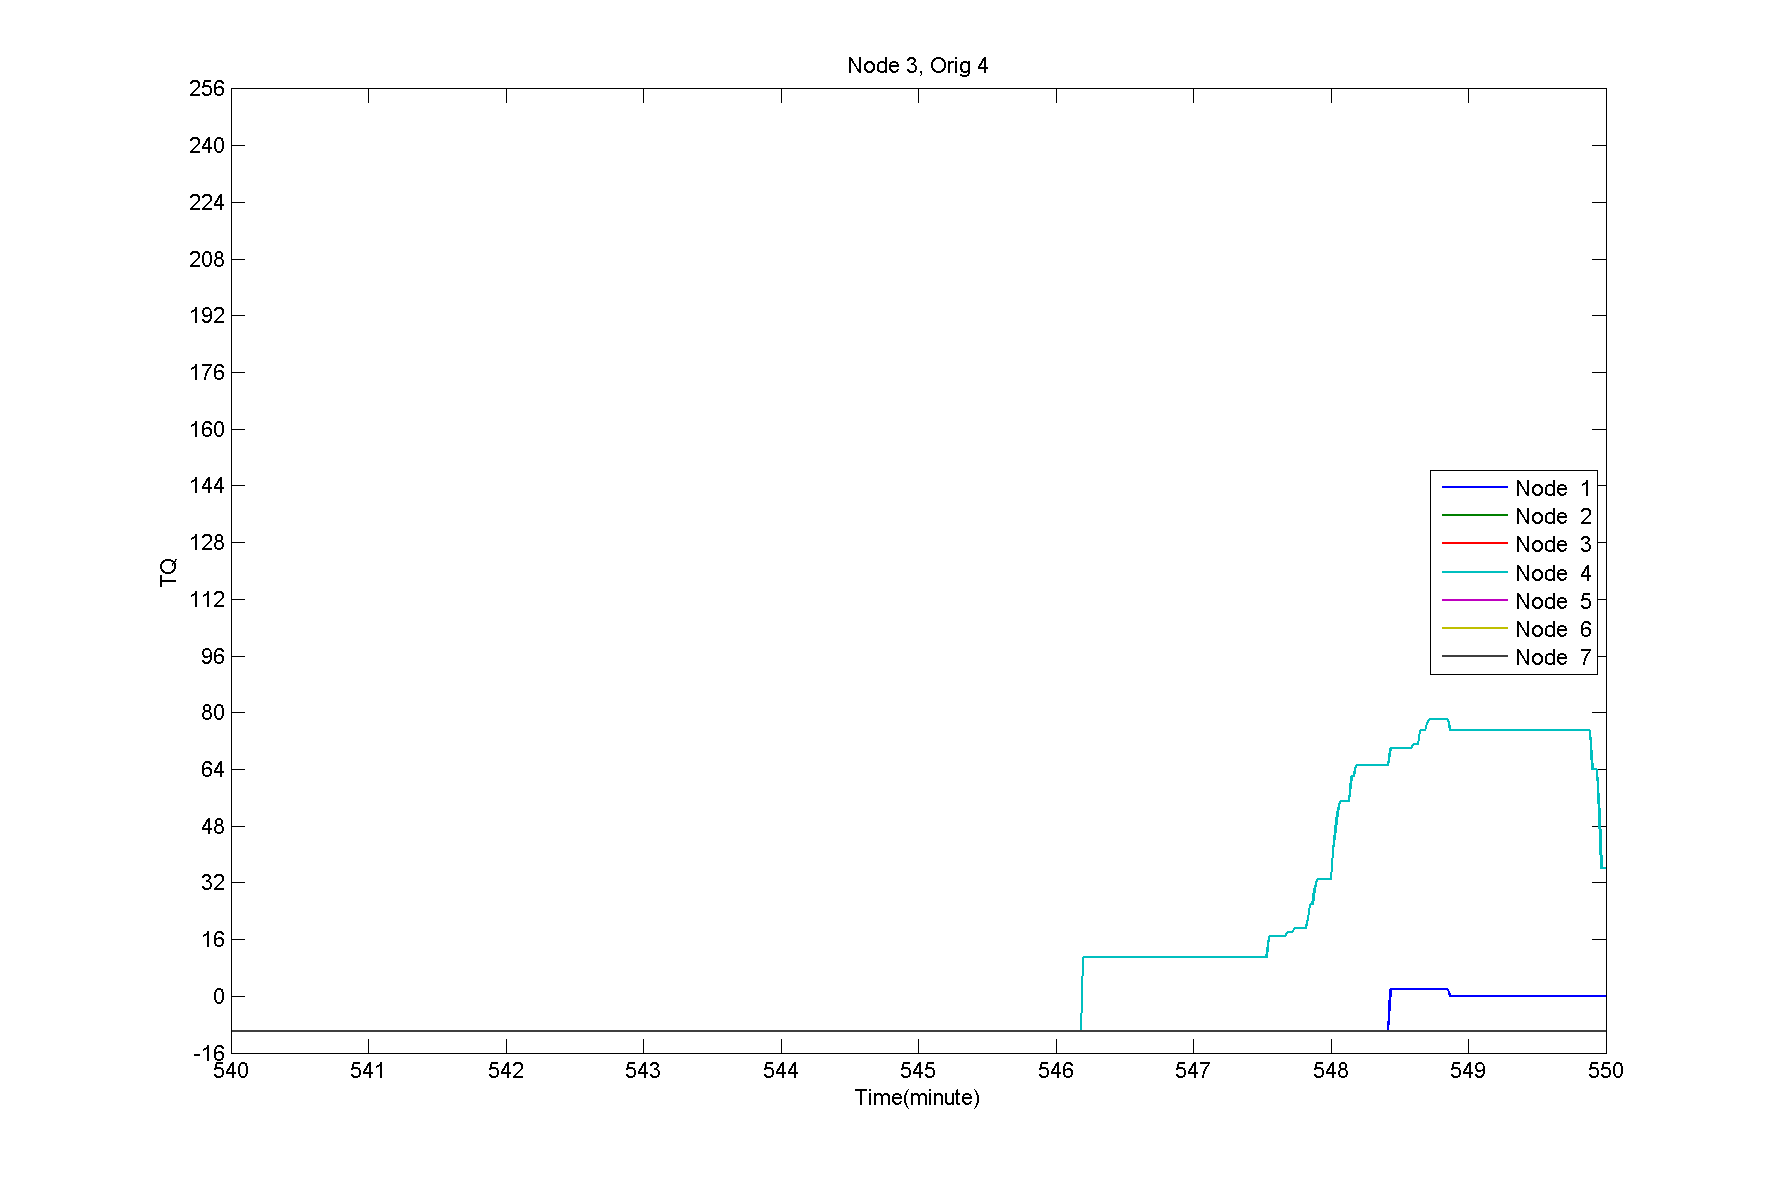 Node 3, Orig 4
256
240
224
208
192
176
160
144
128
112
96
80
64
48
32
16
0
-16
TQ
Node 1
Node 2
Node 3
Node 4
Node 5
Node 6
Node 7
540 541 542 543 544 545 546 547 548 549 550
Time(minute)